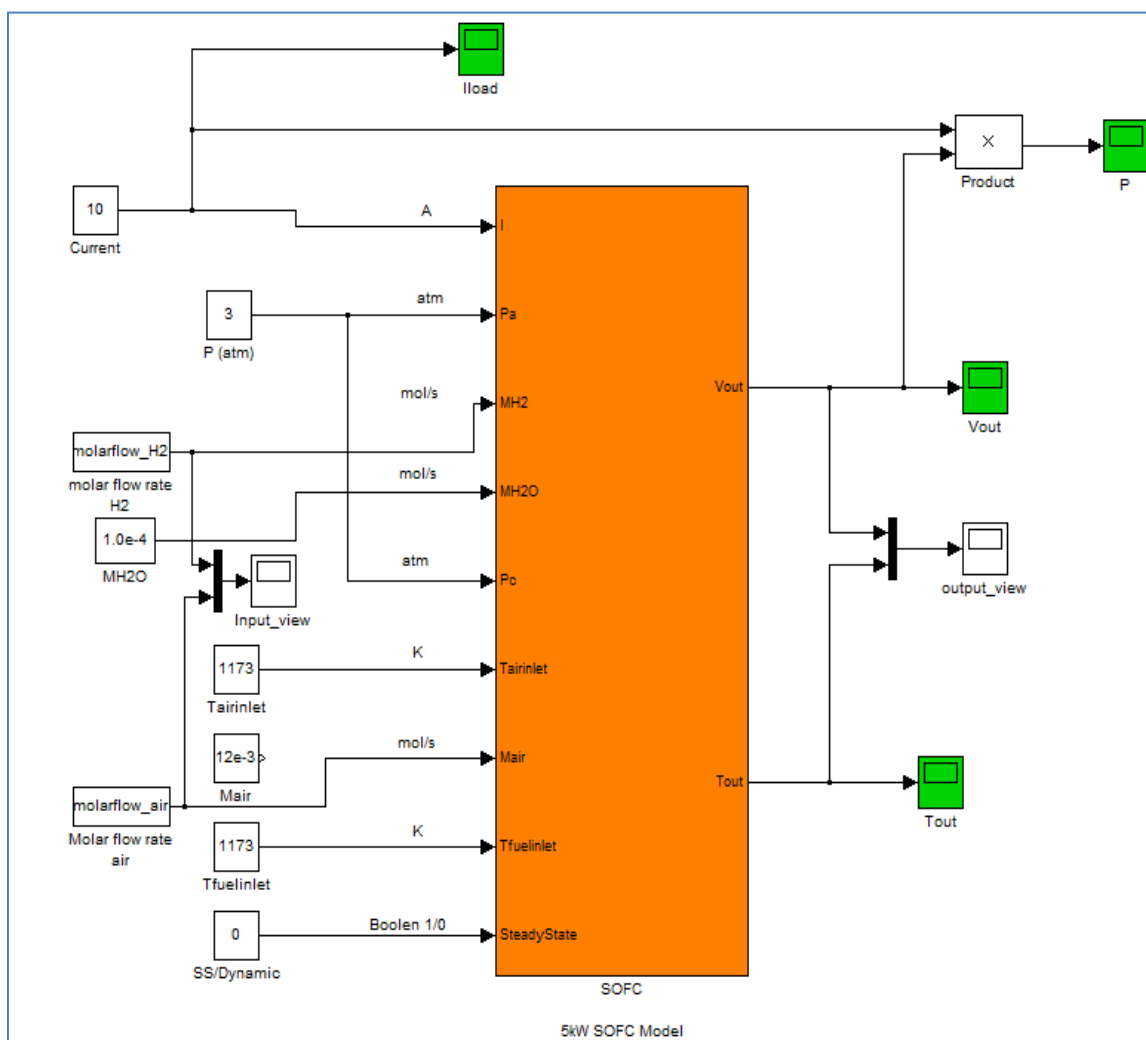 Iload
X
Product
P
10
Current
A
I
3
P (atm)
atm
Pa
mol/s
MH2
Vout
Vout
molarflow_H2
molar flow rate
H2
mol/s
MH2O
1.0e-4
MH2O
atm
Pc
Input_view
output_view
K
1173
Tairinlet
Tairinlet
12e-3
Mair
mol/s
Mair
Tout
Tout
molarflow_air
Molar flow rate
air
K
1173
Tfuelinlet
Tfuelinlet
Boolen 1/0
0
SteadyState
SS/Dynamic
SOFC
5kW SOFC Model